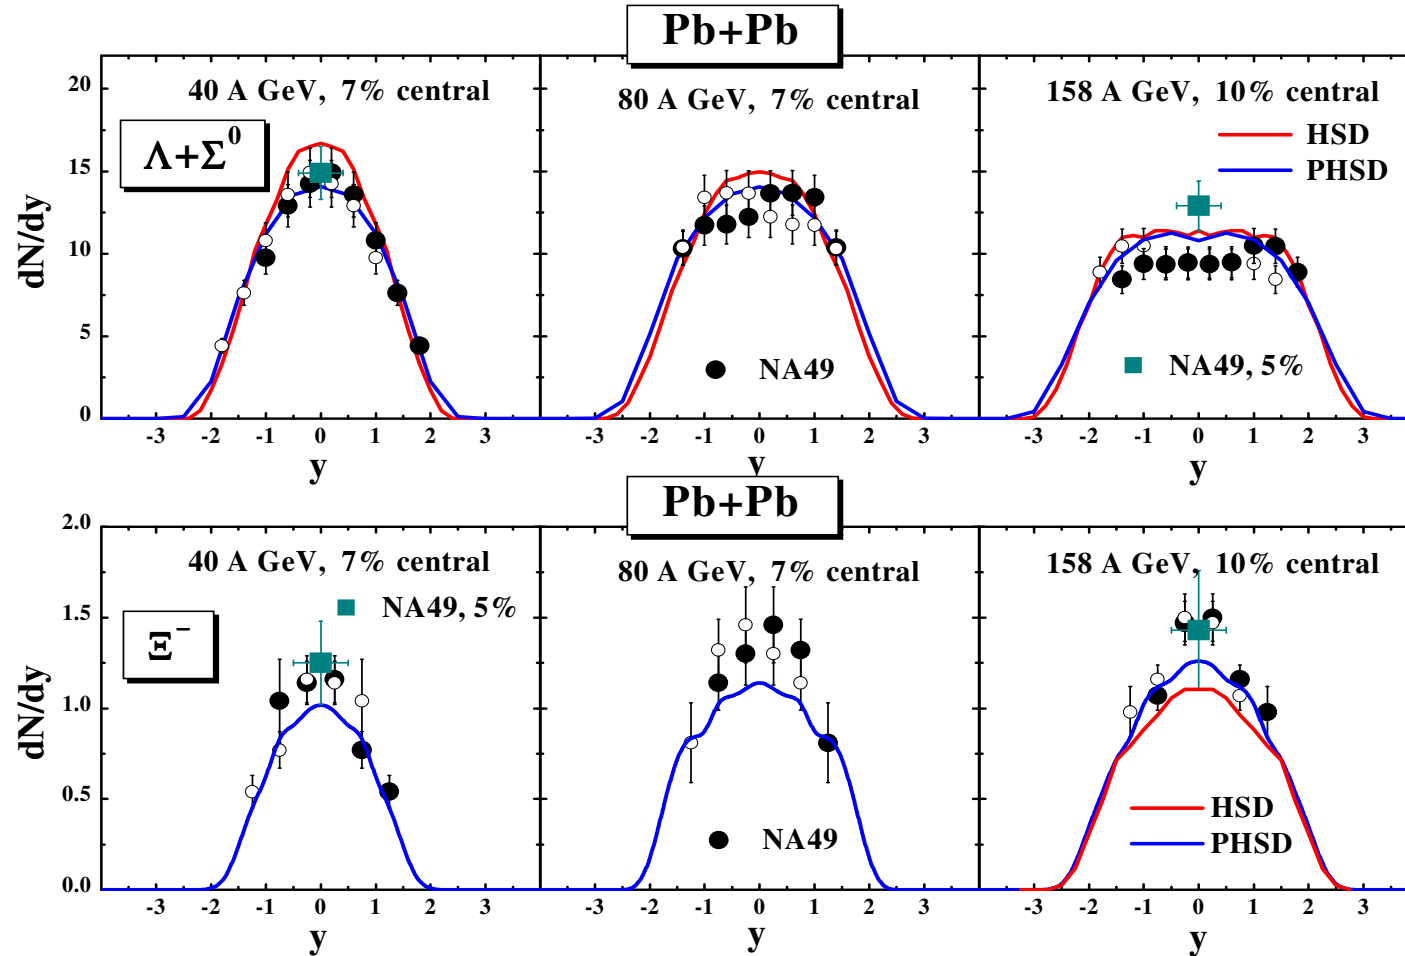 Pb+Pb
40 A GeV, 7% central
80 A GeV, 7% central
158 A GeV, 10% central
Λ+Σ⁰
HSD
PHSD
NA49
NA49, 5%
dN/dy
20
15
10
5
0
-3 -2 -1 0 1 2 3
-3 -2 -1 0 1 2 3
-3 -2 -1 0 1 2 3
y
y
y
Pb+Pb
40 A GeV, 7% central
80 A GeV, 7% central
158 A GeV, 10% central
NA49, 5%
Ξ⁻
NA49
HSD
PHSD
dN/dy
2.0
1.5
1.0
0.5
0.0
-3 -2 -1 0 1 2 3
-3 -2 -1 0 1 2 3
-3 -2 -1 0 1 2 3
y
y
y